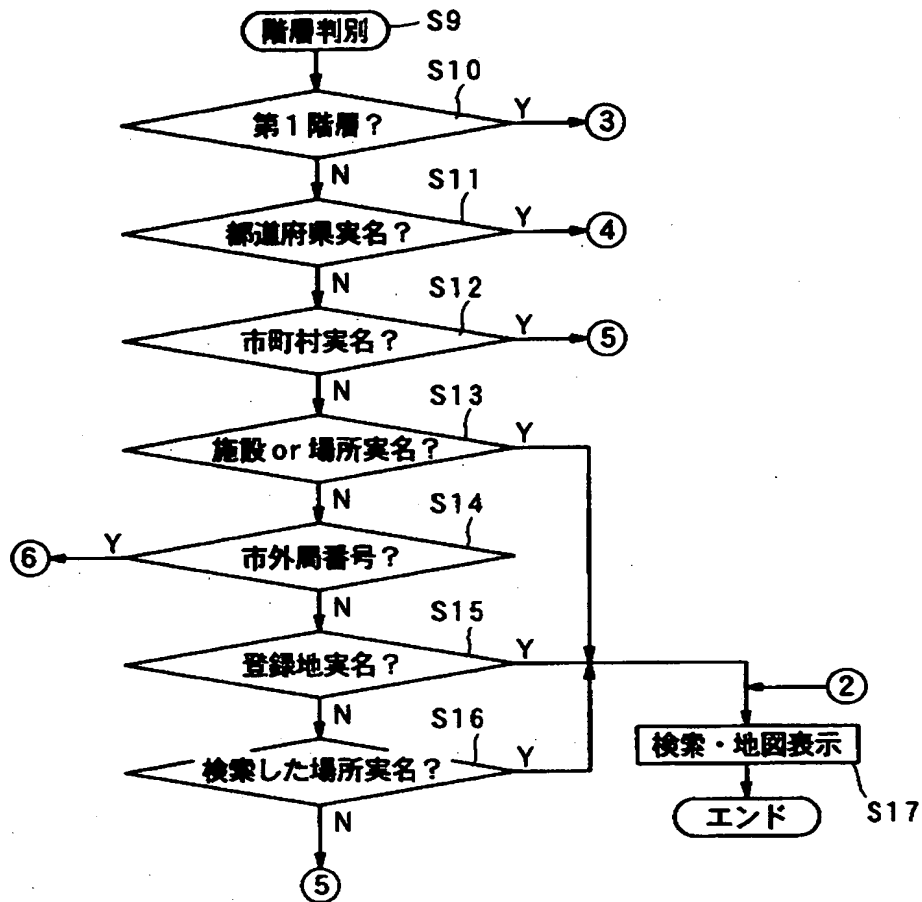 階層判別
S9
S10
第1階層?
Y
③
N
S11
都道府県実名?
Y
④
N
S12
市町村実名?
Y
⑤
N
S13
施設 or 場所実名?
Y
N
S14
⑥
Y
市外局番号?
N
S15
登録地実名?
Y
②
N
S16
検索した場所実名?
Y
検索・地図表示
N
エンド
S17
⑤